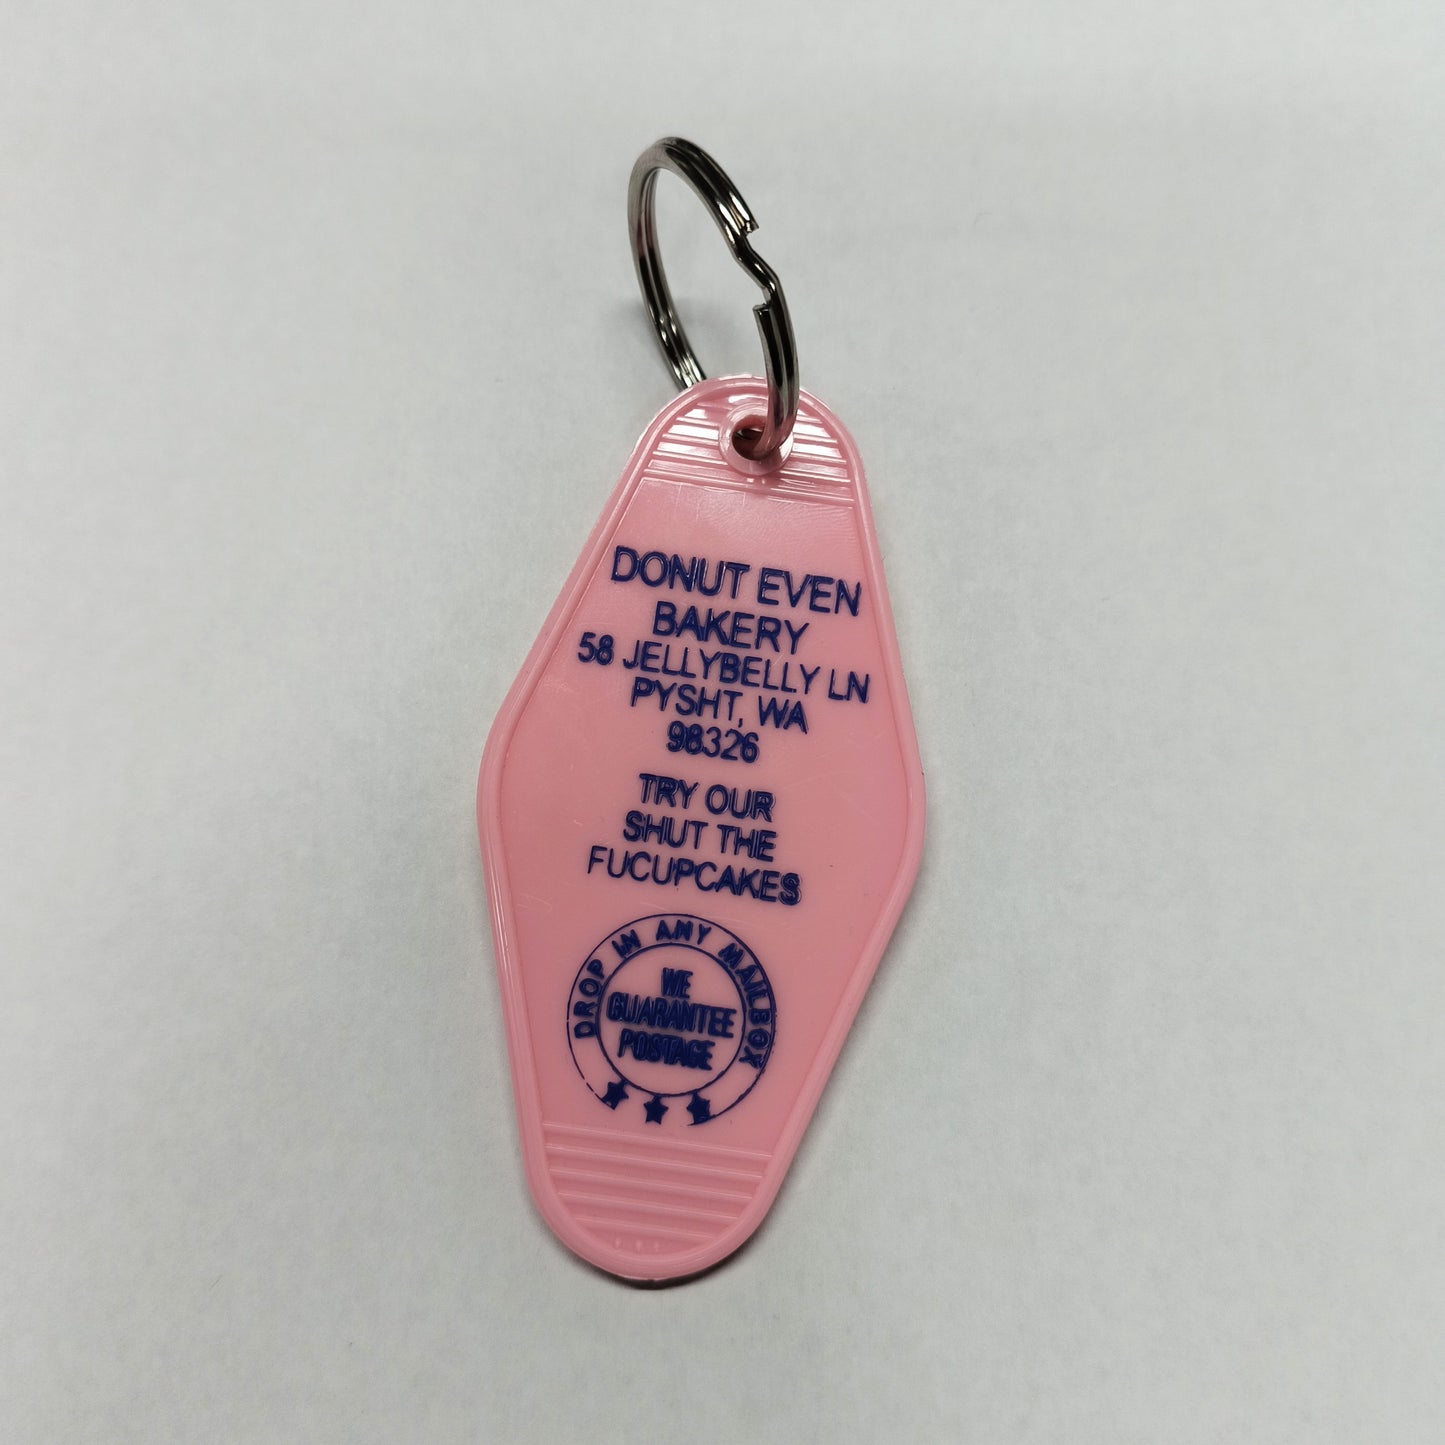 DONUT EVEN
BAKERY
58 JELLYBELLY LN
PYSHT, WA
98326
TRY OUR
SHUT THE
FUCUPCAKES
DROP IN ANY MAILBOX
WE
GUARANTEE
POSTAGE